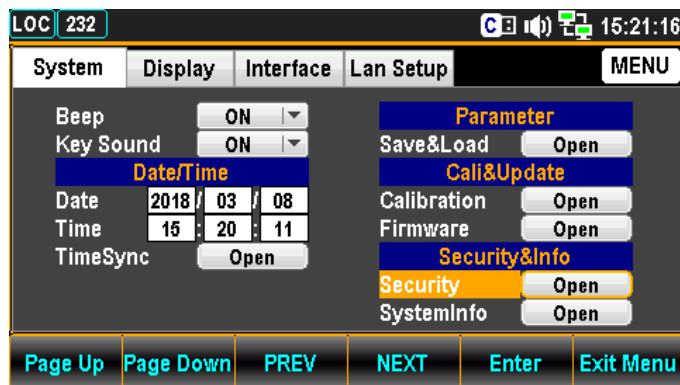 LOC 232 C 15:21:16
System Display Interface Lan Setup MENU
Beep ON
Key Sound ON
Date/Time
Date 2018 / 03 / 08
Time 15 : 20 : 11
TimeSync Open
Parameter
Save&Load Open
Cali&Update
Calibration Open
Firmware Open
Security&Info
Security Open
SystemInfo Open
Page Up Page Down PREV NEXT Enter Exit Menu